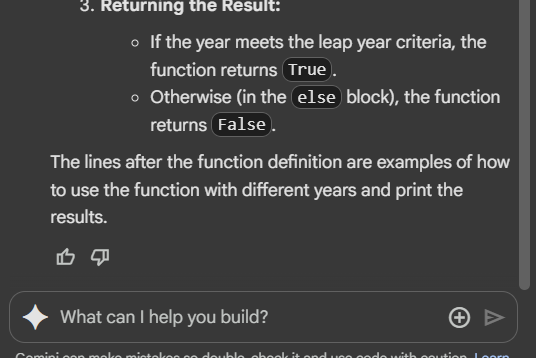 3. Returning the Result:
If the year meets the leap year criteria, the
function returns True.
Otherwise (in the else block), the function
returns False.
The lines after the function definition are examples of how
to use the function with different years and print the
results.
What can I help you build?
Gemini can make mistakes so double-check it and use code with caution. Learn